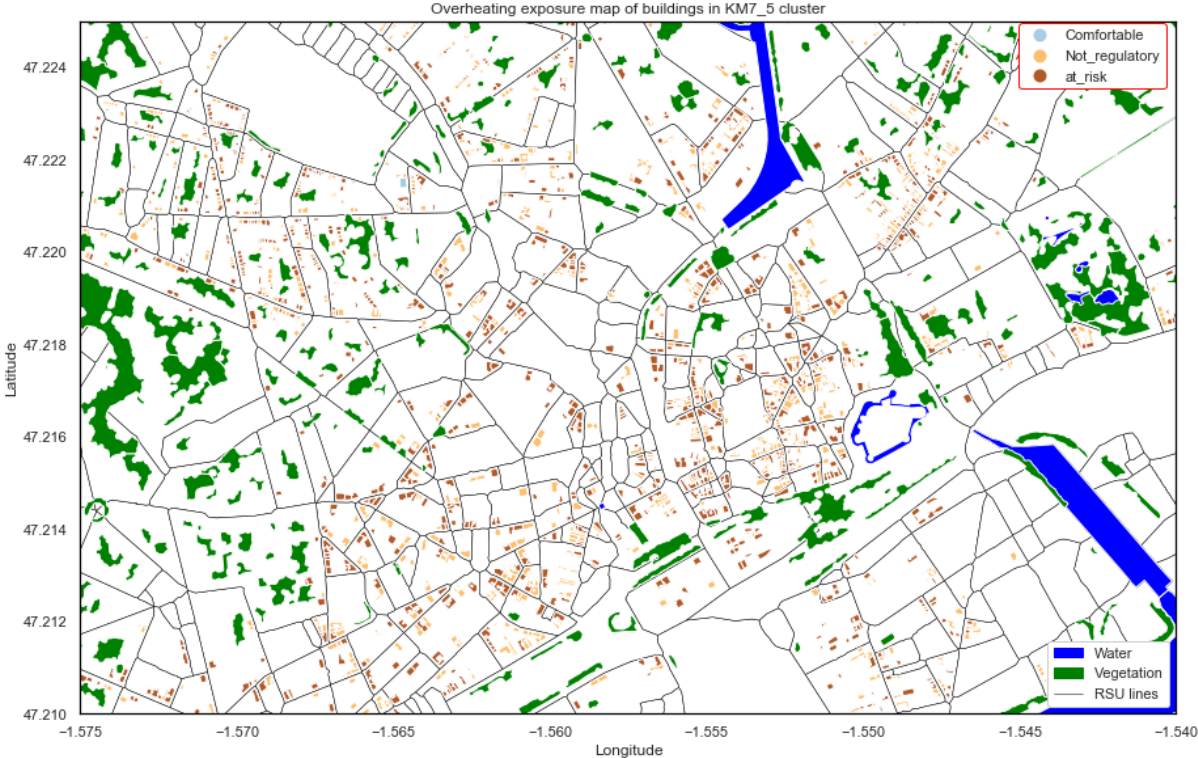 Overheating exposure map of buildings in KM7_5 cluster
Comfortable
Not_regulatory
at_risk
47.224
47.222
47.220
47.218
47.216
47.214
47.212
47.210
Latitude
Water
Vegetation
RSU lines
−1.575 −1.570 −1.565 −1.560 −1.555 −1.550 −1.545 −1.540
Longitude